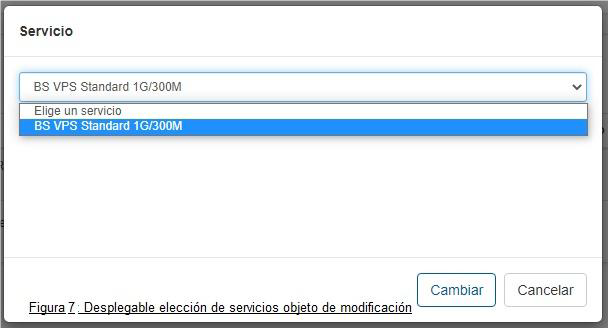 Servicio
BS VPS Standard 1G/300M
Elige un servicio
BS VPS Standard 1G/300M
Cambiar
Cancelar
Figura 7: Desplegable elección de servicios objeto de modificación